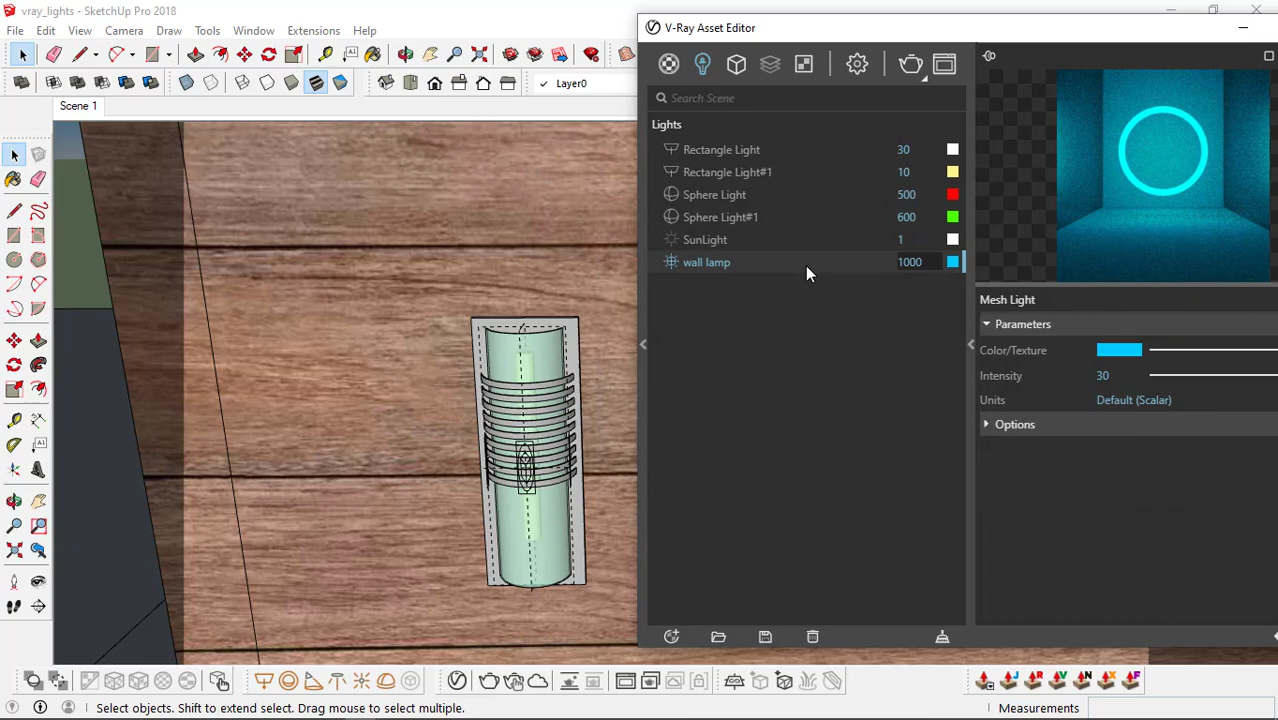 vray_lights - SketchUp Pro 2018
File Edit View Camera Draw Tools Window Extensions Help
Layer0
Scene 1
V-Ray Asset Editor
Search Scene
Lights
Rectangle Light 30
Rectangle Light#1 10
Sphere Light 500
Sphere Light#1 600
SunLight 1
wall lamp 1000
Mesh Light
Parameters
Color/Texture
Intensity 30
Units Default (Scalar)
Options
Select objects. Shift to extend select. Drag mouse to select multiple.
Measurements